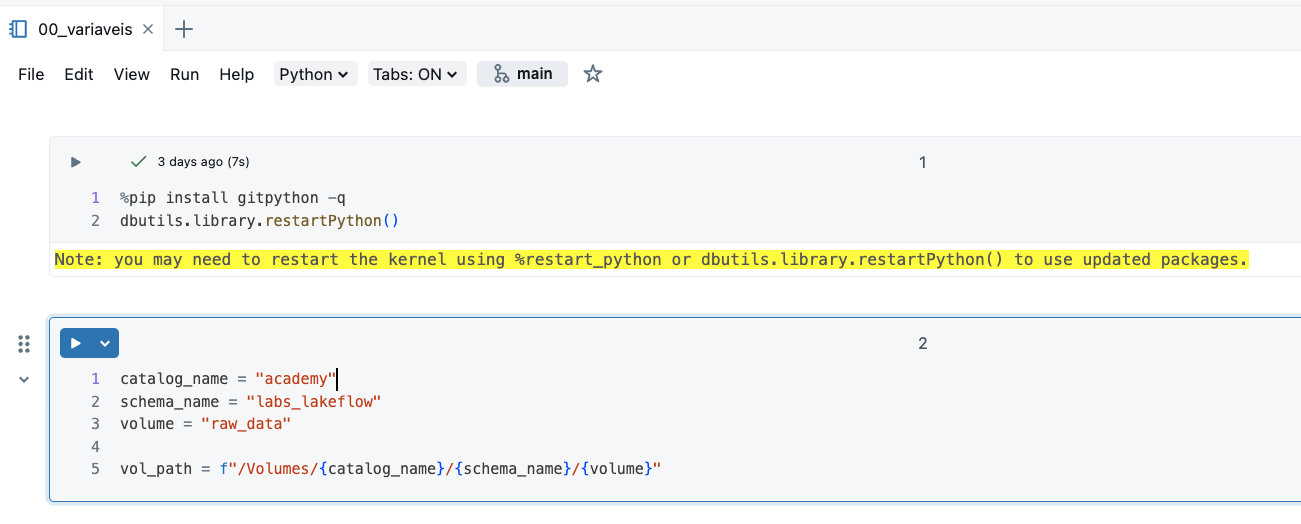 00_variaveis
File Edit View Run Help Python Tabs: ON main
3 days ago (7s) 1
1 %pip install gitpython -q
2 dbutils.library.restartPython()
Note: you may need to restart the kernel using %restart_python or dbutils.library.restartPython() to use updated packages.
2
1 catalog_name = "academy"
2 schema_name = "labs_lakeflow"
3 volume = "raw_data"
4
5 vol_path = f"/Volumes/{catalog_name}/{schema_name}/{volume}"